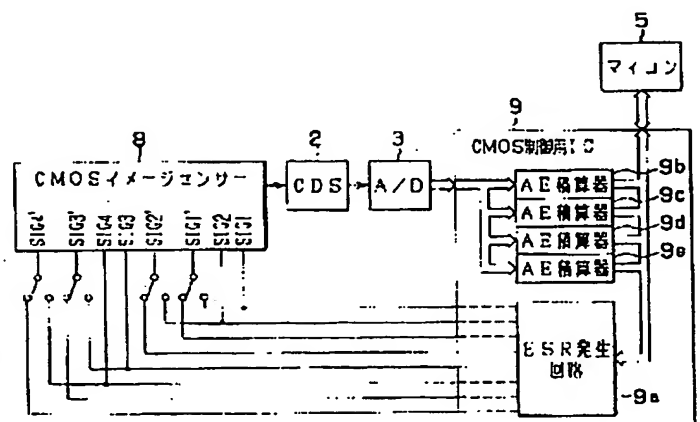 5
マイコン
9
CMOS制御用IC
8
CMOSイメージセンサー
2
CDS
3
A/D
AE積算器
9b
AE積算器
9c
AE積算器
9d
AE積算器
9e
SIG4'
SIG3'
SIG4
SIG3
SIG2'
SIG1'
SIG2
SIG1
ESR発生
回路
9a